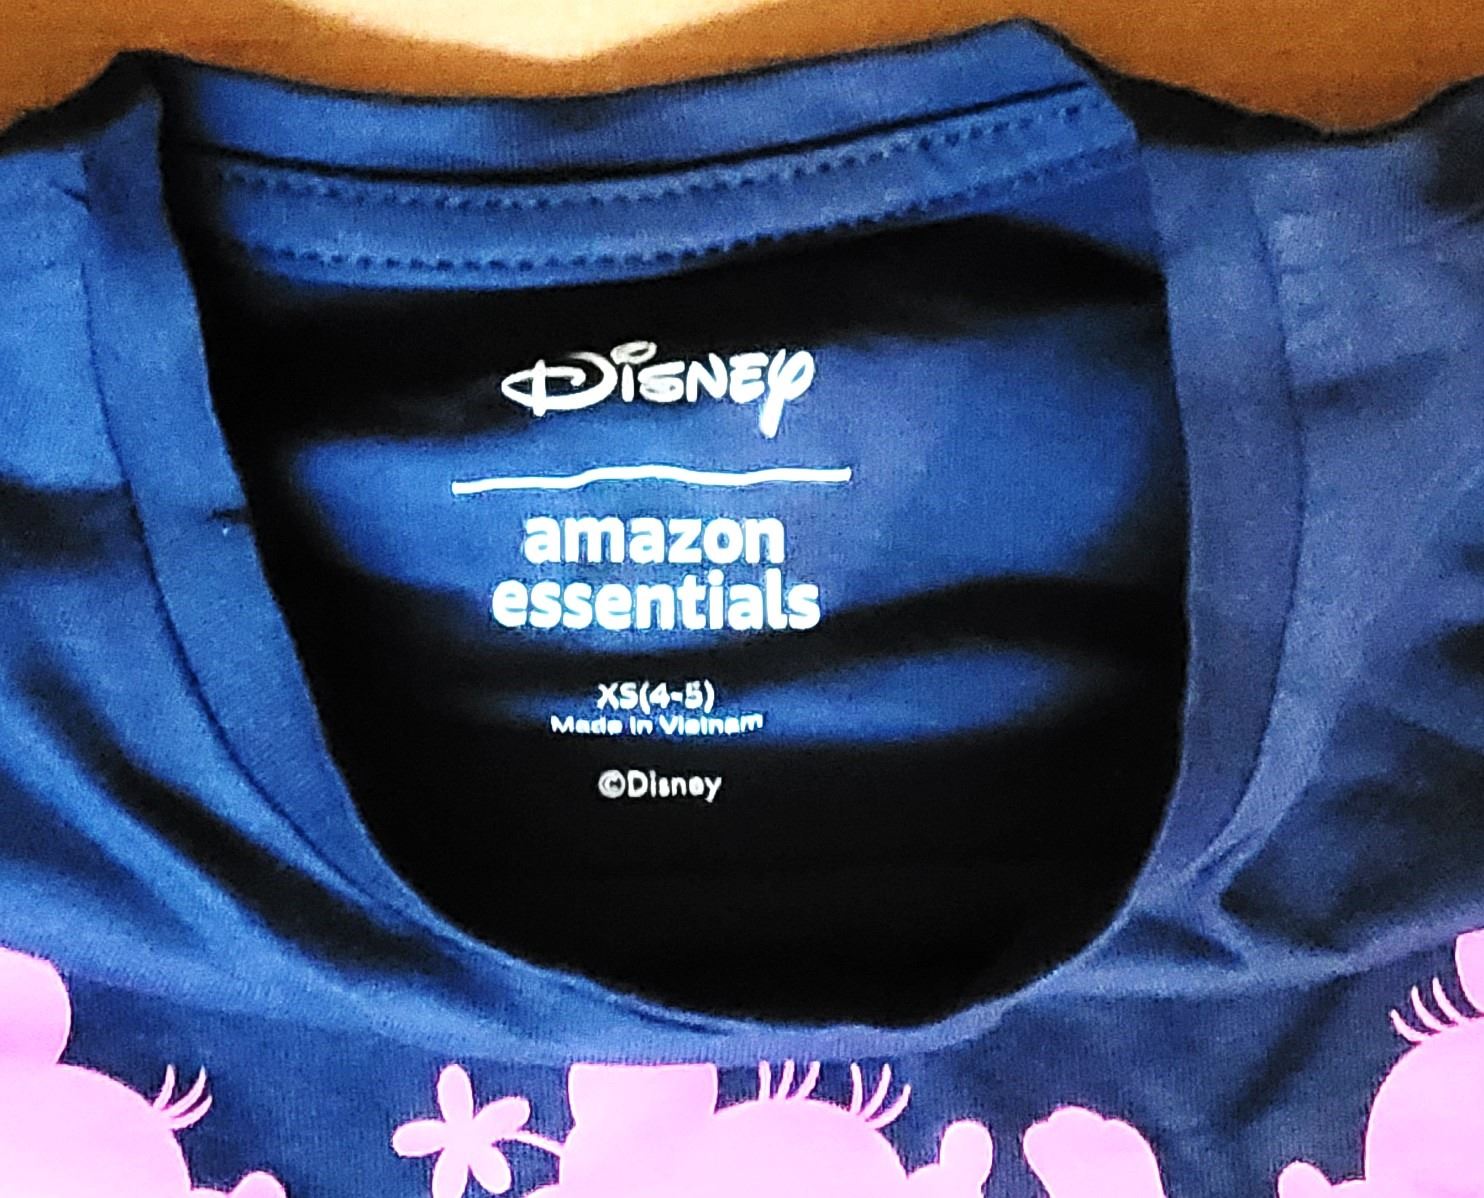 Disney
amazon
essentials
XS(4-5)
Made in Vietnam
©Disney